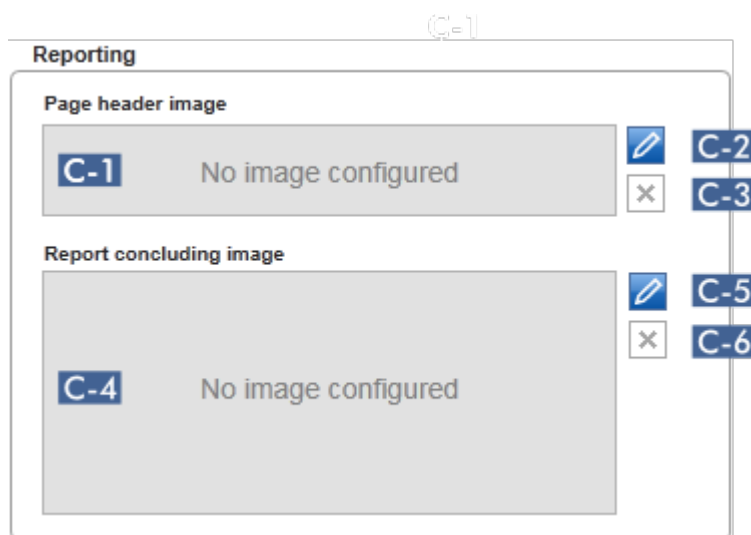 C-1
Reporting
Page header image
C-1 No image configured
C-2
C-3
Report concluding image
C-5
C-6
C-4 No image configured